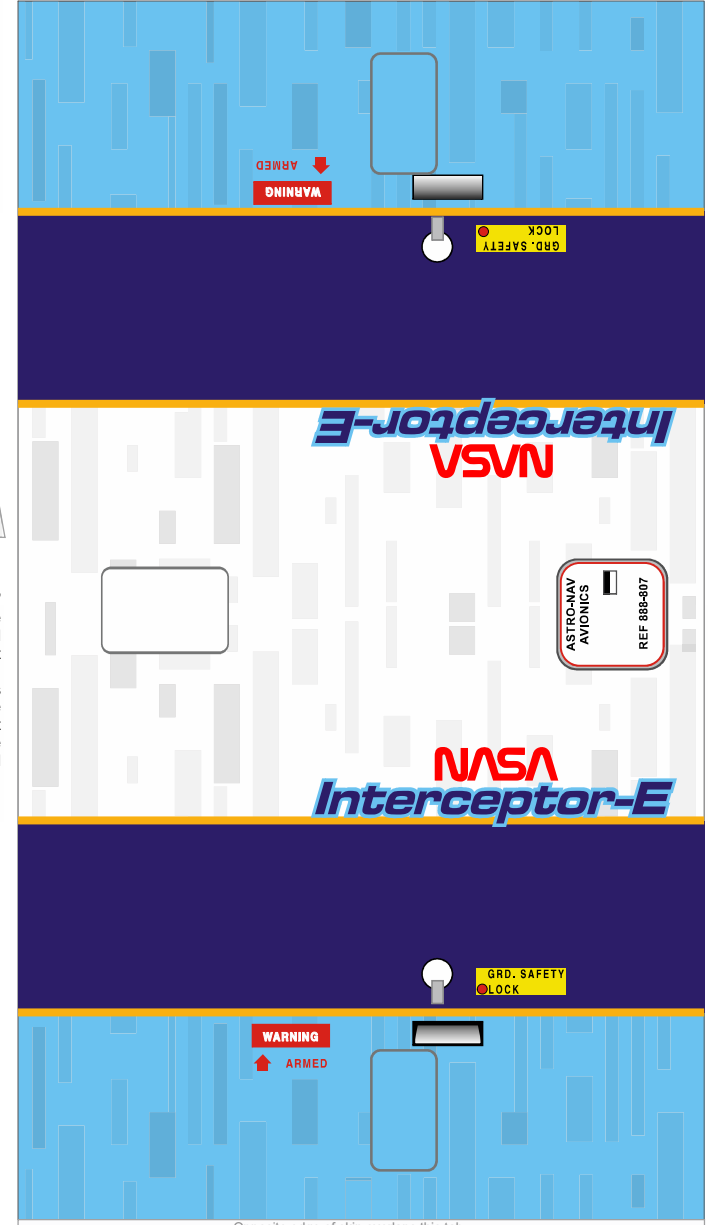 ARMED
WARNING
GRD. SAFETY
LOCK
Interceptor-E
NASA
ASTRO-NAV
AVIONICS
REF 888-807
NASA
Interceptor-E
GRD. SAFETY
LOCK
WARNING
ARMED